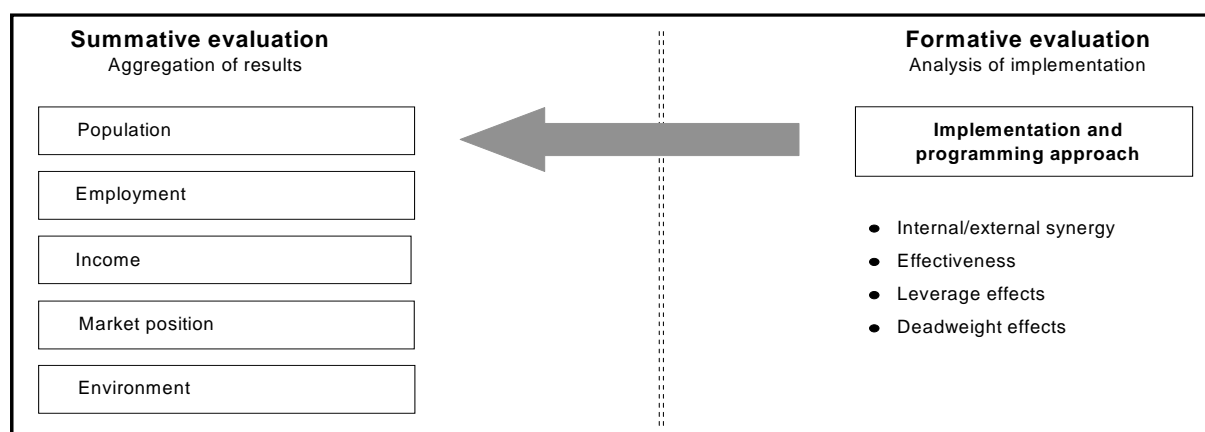 Summative evaluation
Aggregation of results
Population
Employment
Income
Market position
Environment
Formative evaluation
Analysis of implementation
Implementation and
programming approach
Internal/external synergy
Effectiveness
Leverage effects
Deadweight effects